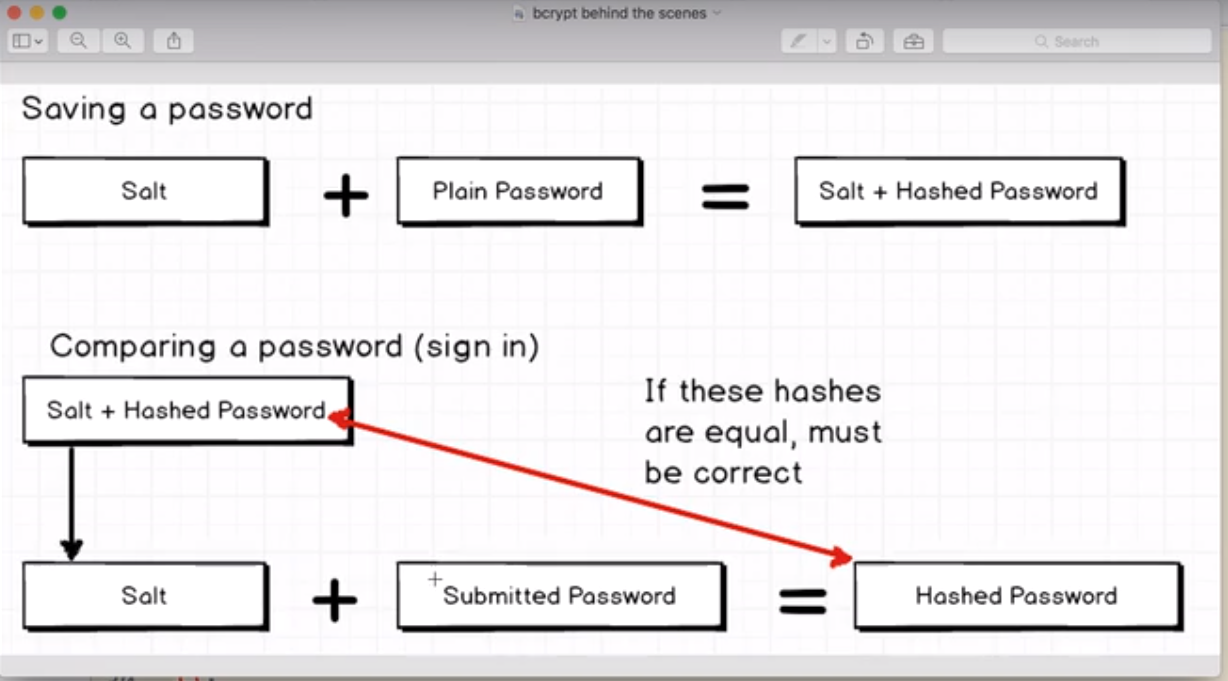 bcrypt behind the scenes
Search
Saving a password
Salt + Plain Password = Salt + Hashed Password
Comparing a password (sign in)
Salt + Hashed Password
If these hashes
are equal, must
be correct
Salt + Submitted Password = Hashed Password